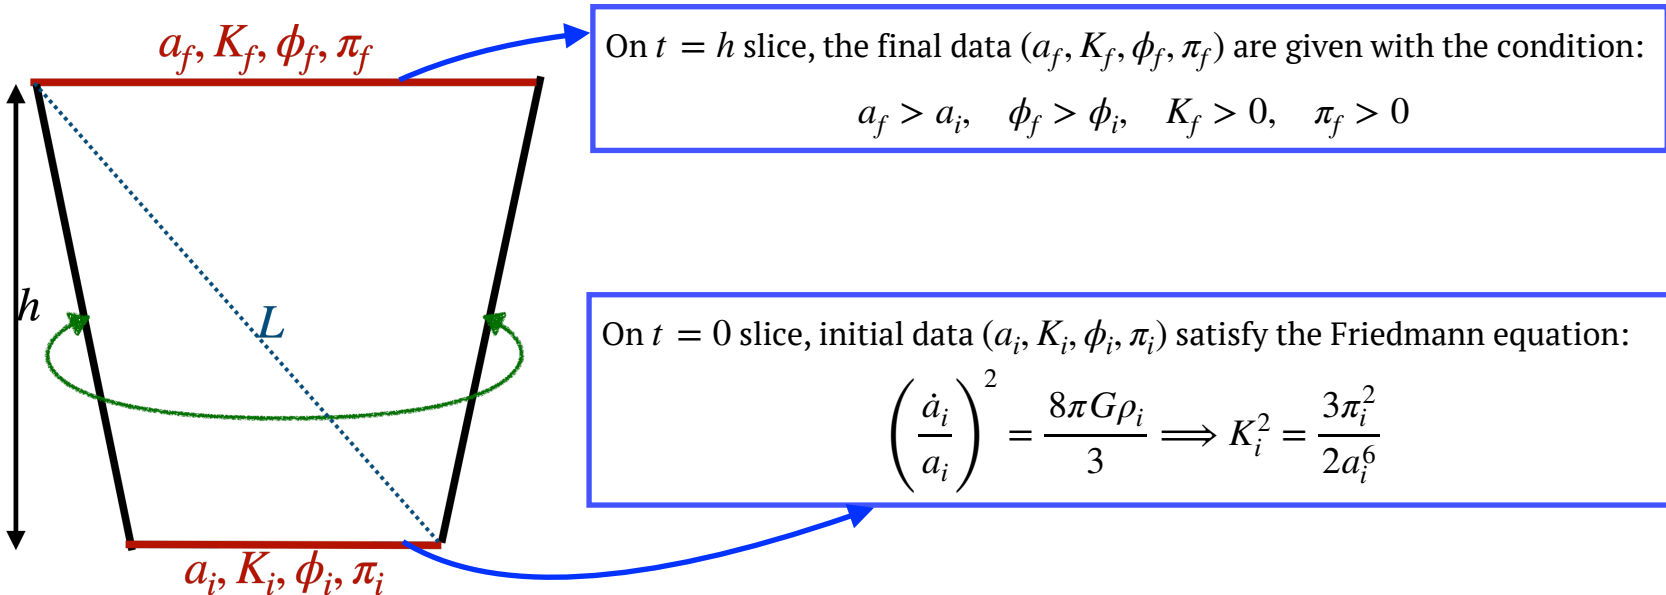 a_f, K_f, ϕ_f, π_f
On t = h slice, the final data (a_f, K_f, ϕ_f, π_f) are given with the condition:
a_f > a_i, ϕ_f > ϕ_i, K_f > 0, π_f > 0
h
L
On t = 0 slice, initial data (a_i, K_i, ϕ_i, π_i) satisfy the Friedmann equation:
(ȧ_i / a_i)^2 = 8πGρ_i / 3 ⟹ K_i^2 = 3π_i^2 / 2a_i^6
a_i, K_i, ϕ_i, π_i